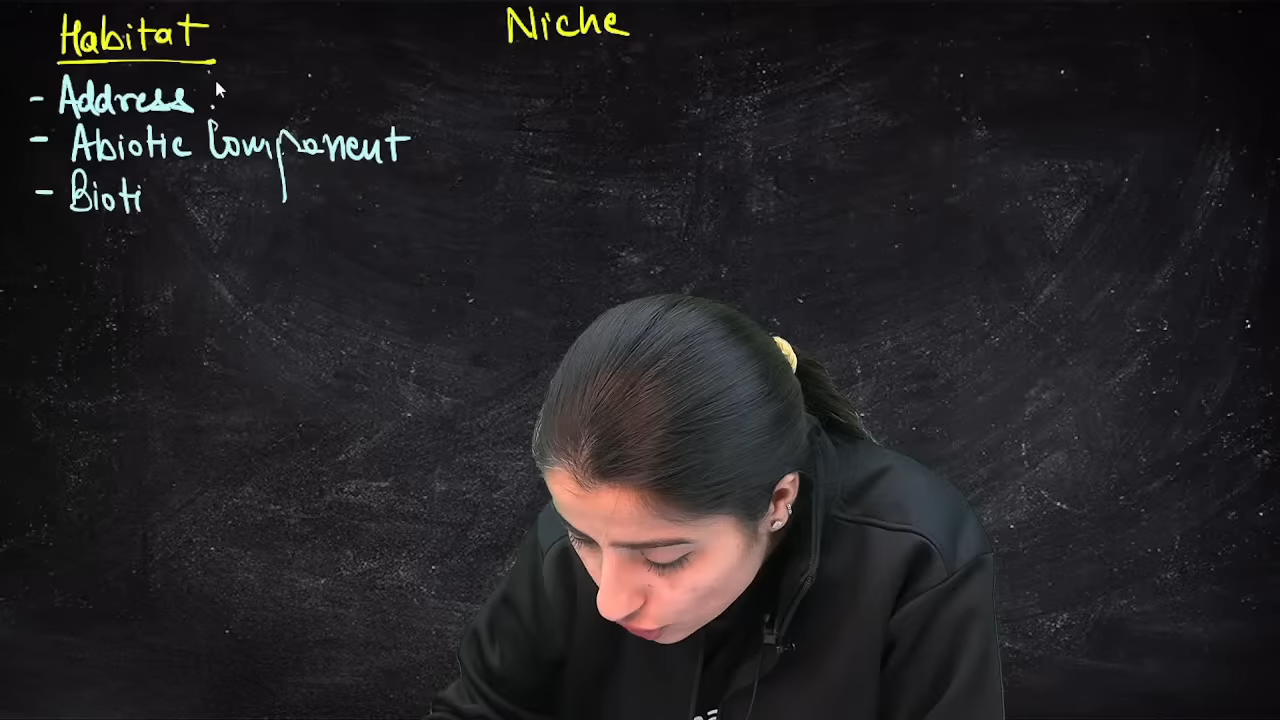 Habitat
Niche
- Address :
- Abiotic Component
- Bioti